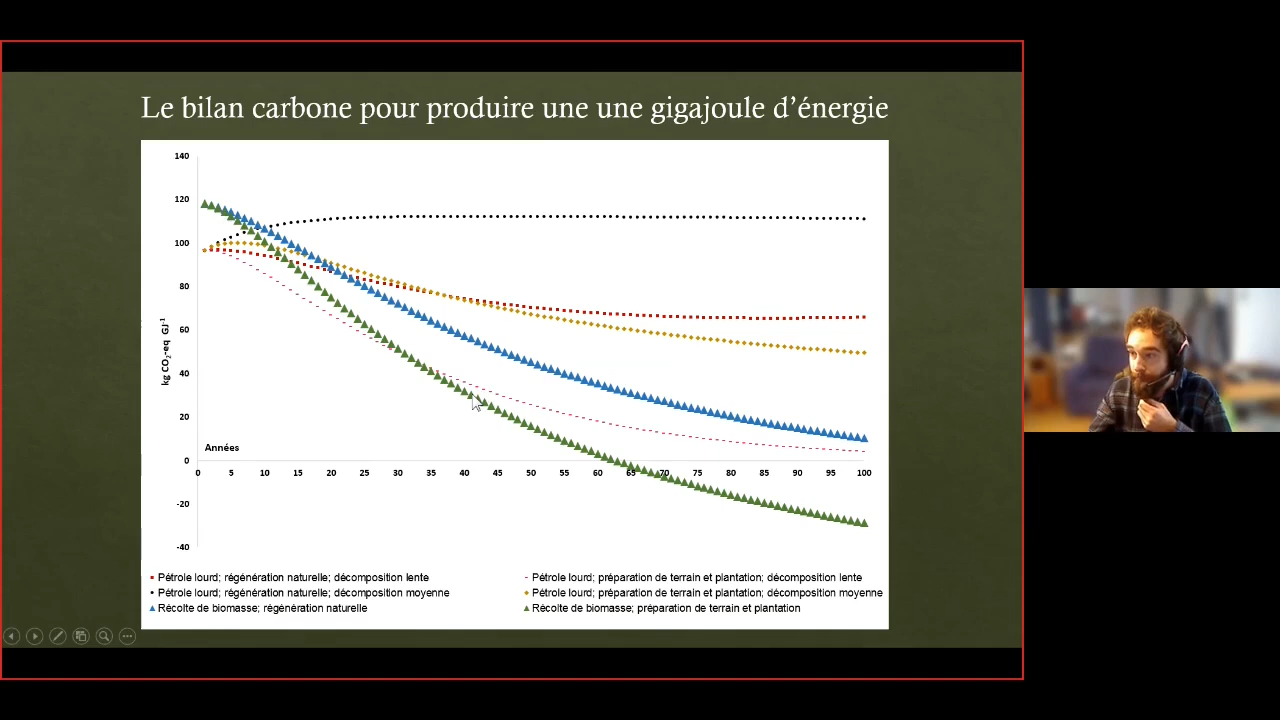 Le bilan carbone pour produire une une gigajoule d'énergie
140
120
100
80
60
40
20
0
-20
-40
kg CO2-eq GJ-1
Années
0 5 10 15 20 25 30 35 40 45 50 55 60 65 70 75 80 85 90 95 100
Pétrole lourd; régénération naturelle; décomposition lente
Pétrole lourd; préparation de terrain et plantation; décomposition lente
Pétrole lourd; régénération naturelle; décomposition moyenne
Pétrole lourd; préparation de terrain et plantation; décomposition moyenne
Récolte de biomasse; régénération naturelle
Récolte de biomasse; préparation de terrain et plantation